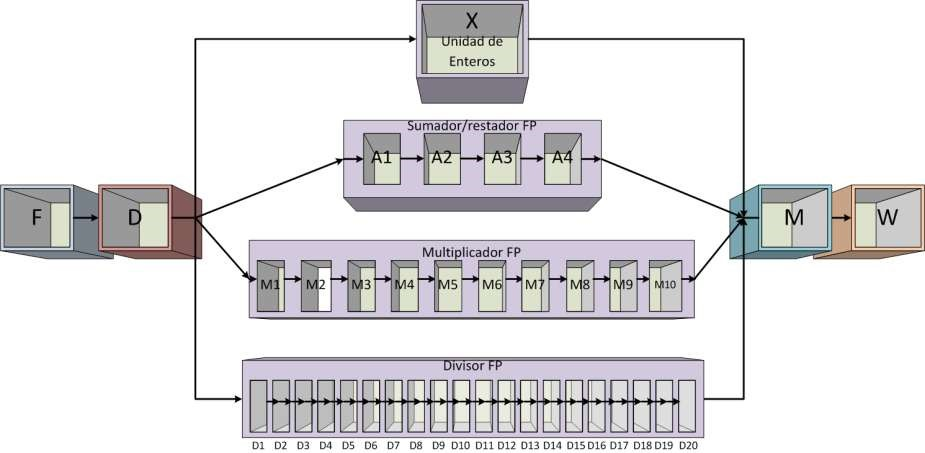 X
Unidad de
Enteros
Sumador/restador FP
A1 A2 A3 A4
F D M W
Multiplicador FP
M1 M2 M3 M4 M5 M6 M7 M8 M9 M10
Divisor FP
D1 D2 D3 D4 D5 D6 D7 D8 D9 D10 D11 D12 D13 D14 D15 D16 D17 D18 D19 D20